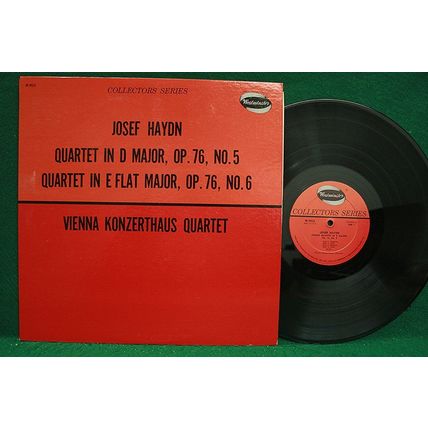 COLLECTORS SERIES
Westminster
JOSEF HAYDN
QUARTET IN D MAJOR, OP. 76, NO. 5
QUARTET IN E FLAT MAJOR, OP. 76, NO. 6
VIENNA KONZERTHAUS QUARTET
Westminster
COLLECTORS SERIES
JOSEF HAYDN